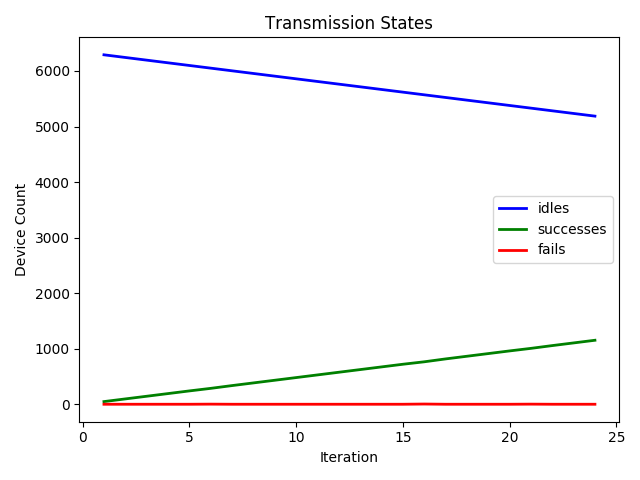 Transmission States
Device Count
6000
5000
4000
3000
2000
1000
0
idles
successes
fails
0 5 10 15 20 25
Iteration